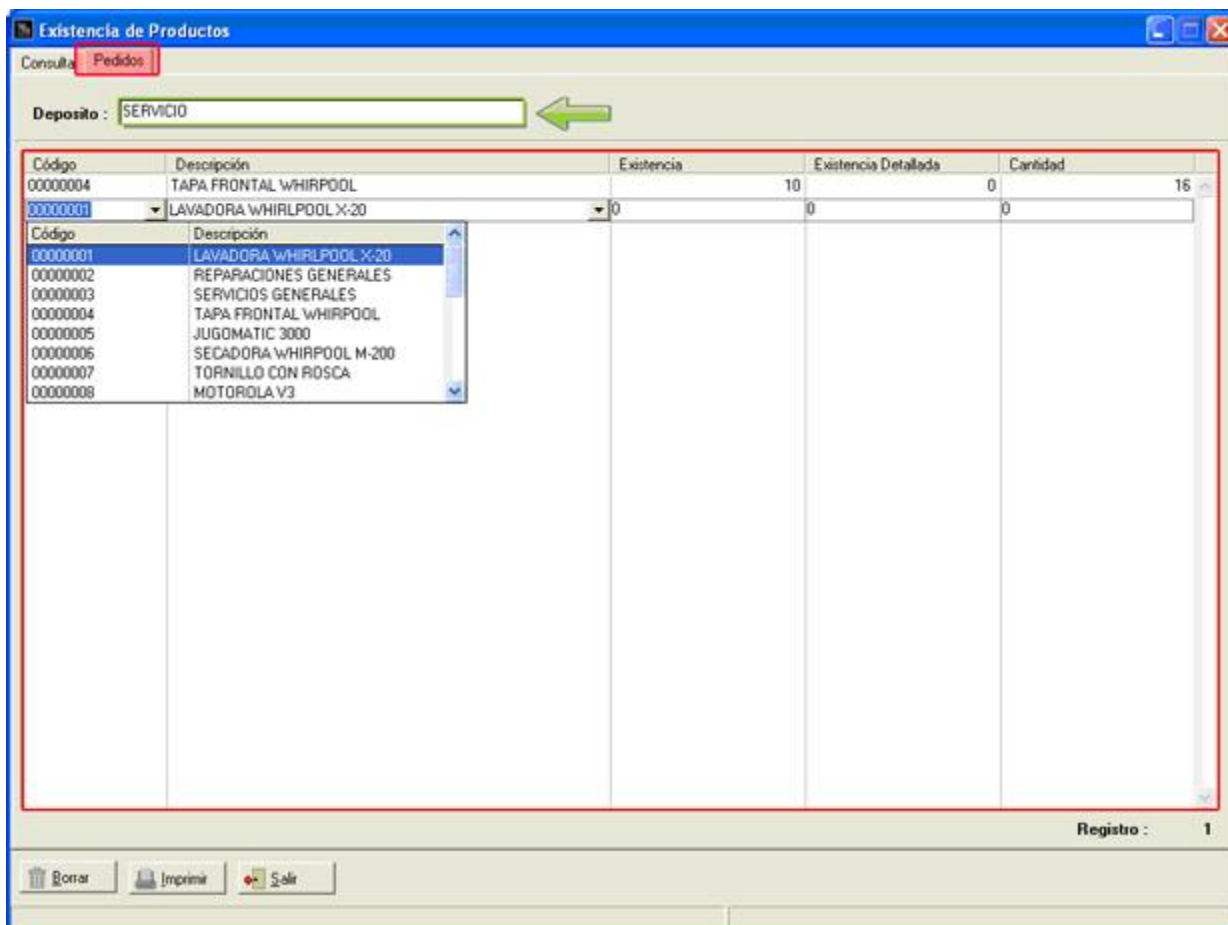 Existencia de Productos
Consulta Pedidos
Deposito : SERVICIO
Código Descripción Existencia Existencia Detallada Cantidad
00000004 TAPA FRONTAL WHIRPOOL 10 0 16
00000001 LAVADORA WHIRLPOOL X-20 0 0 0
Código Descripción
00000001 LAVADORA WHIRLPOOL X-20
00000002 REPARACIONES GENERALES
00000003 SERVICIOS GENERALES
00000004 TAPA FRONTAL WHIRPOOL
00000005 JUGOMATIC 3000
00000006 SECADORA WHIRPOOL M-200
00000007 TORNILLO CON ROSCA
00000008 MOTOROLA V3
Registro : 1
Borrar Imprimir Salir